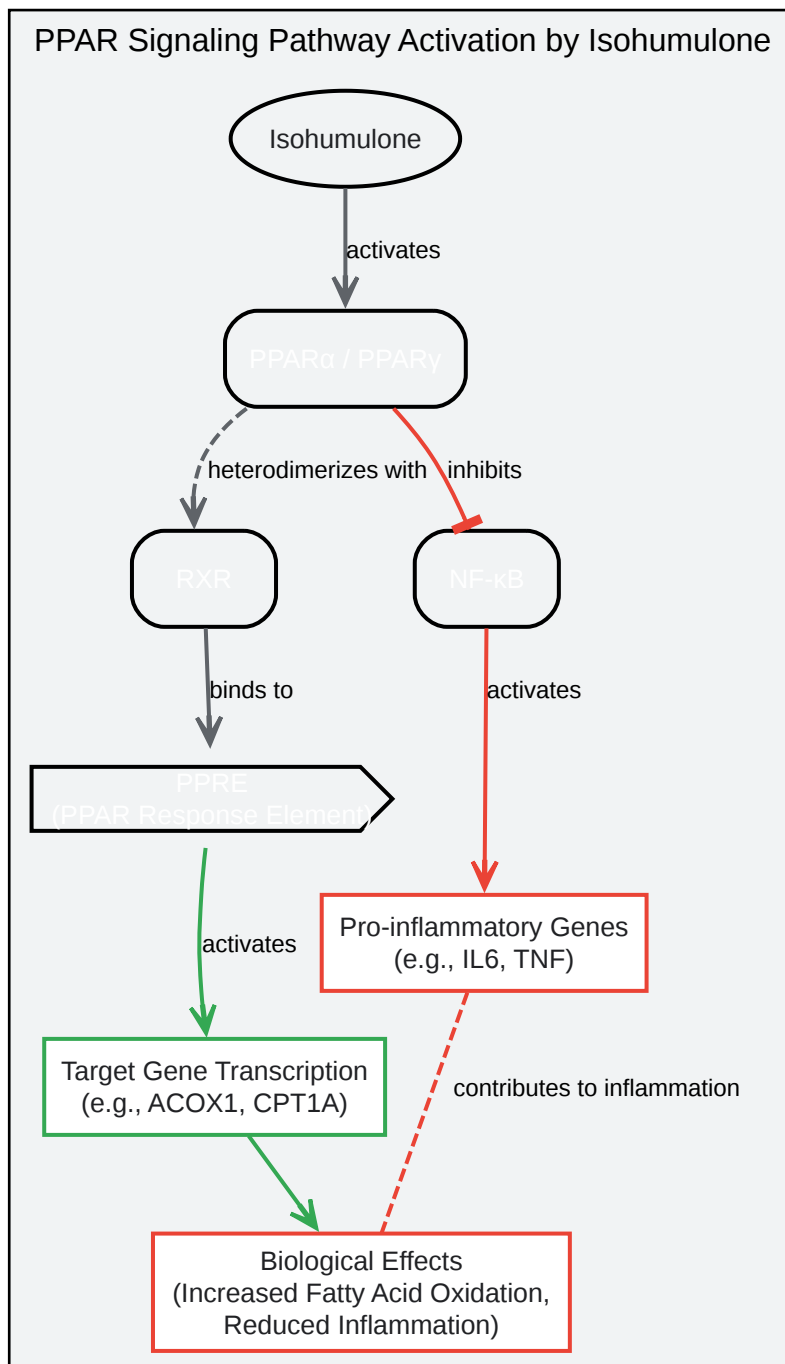 PPAR Signaling Pathway Activation by Isohumulone
Isohumulone
activates
PPARα / PPARγ
heterodimerizes with
inhibits
RXR
NF-κB
binds to
activates
PPRE
(PPAR Response Element)
Pro-inflammatory Genes
(e.g., IL6, TNF)
activates
Target Gene Transcription
(e.g., ACOX1, CPT1A)
contributes to inflammation
Biological Effects
(Increased Fatty Acid Oxidation,
Reduced Inflammation)